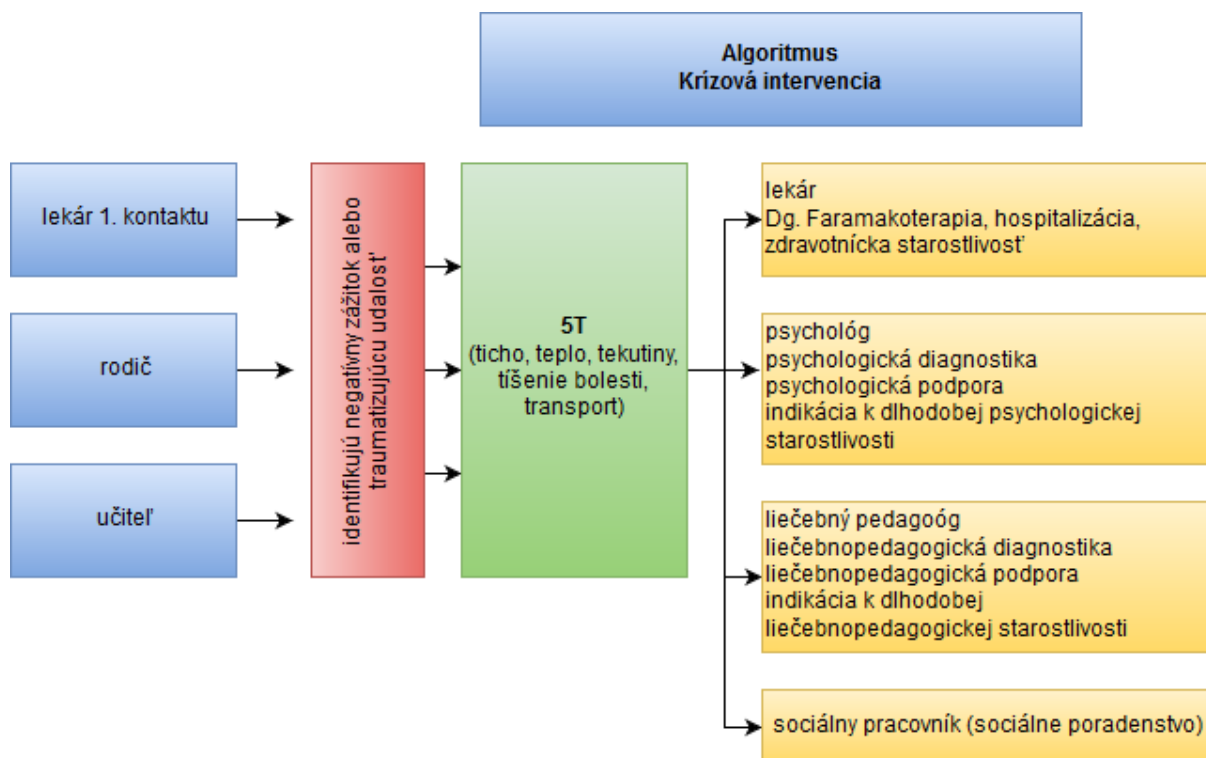 Algoritmus
Krízová intervencia
lekár 1. kontaktu
rodič
učiteľ
identifikujú negatívny zážitok alebo
traumatizujúcu udalosť
5T
(ticho, teplo, tekutiny,
tíšenie bolesti,
transport)
lekár
Dg. Faramakoterapia, hospitalizácia,
zdravotnícka starostlivosť
psychológ
psychologická diagnostika
psychologická podpora
indikácia k dlhodobej psychologickej
starostlivosti
liečebný pedagoóg
liečebnopedagogická diagnostika
liečebnopedagogická podpora
indikácia k dlhodobej
liečebnopedagogickej starostlivosti
sociálny pracovník (sociálne poradenstvo)